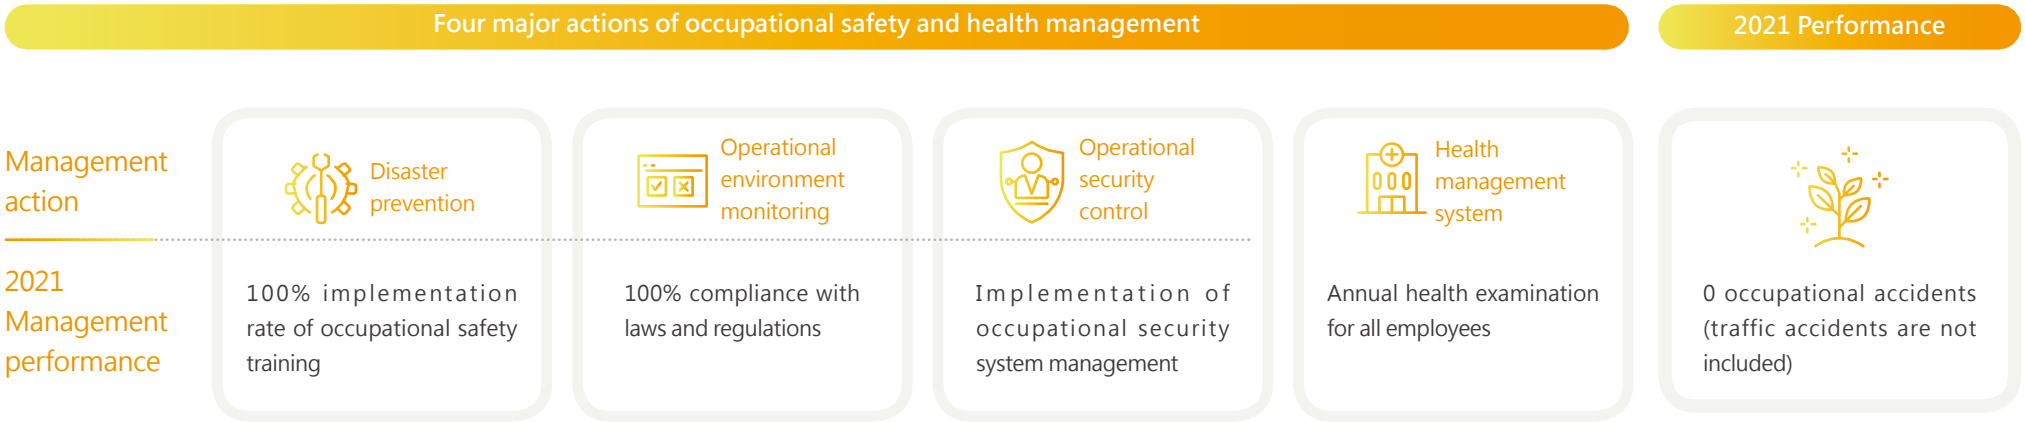 Four major actions of occupational safety and health management
2021 Performance
Management
action
Disaster
prevention
Operational
environment
monitoring
Operational
security
control
Health
management
system
2021
Management
performance
100% implementation
rate of occupational safety
training
100% compliance with
laws and regulations
Implementation of
occupational security
system management
Annual health examination
for all employees
0 occupational accidents
(traffic accidents are not
included)